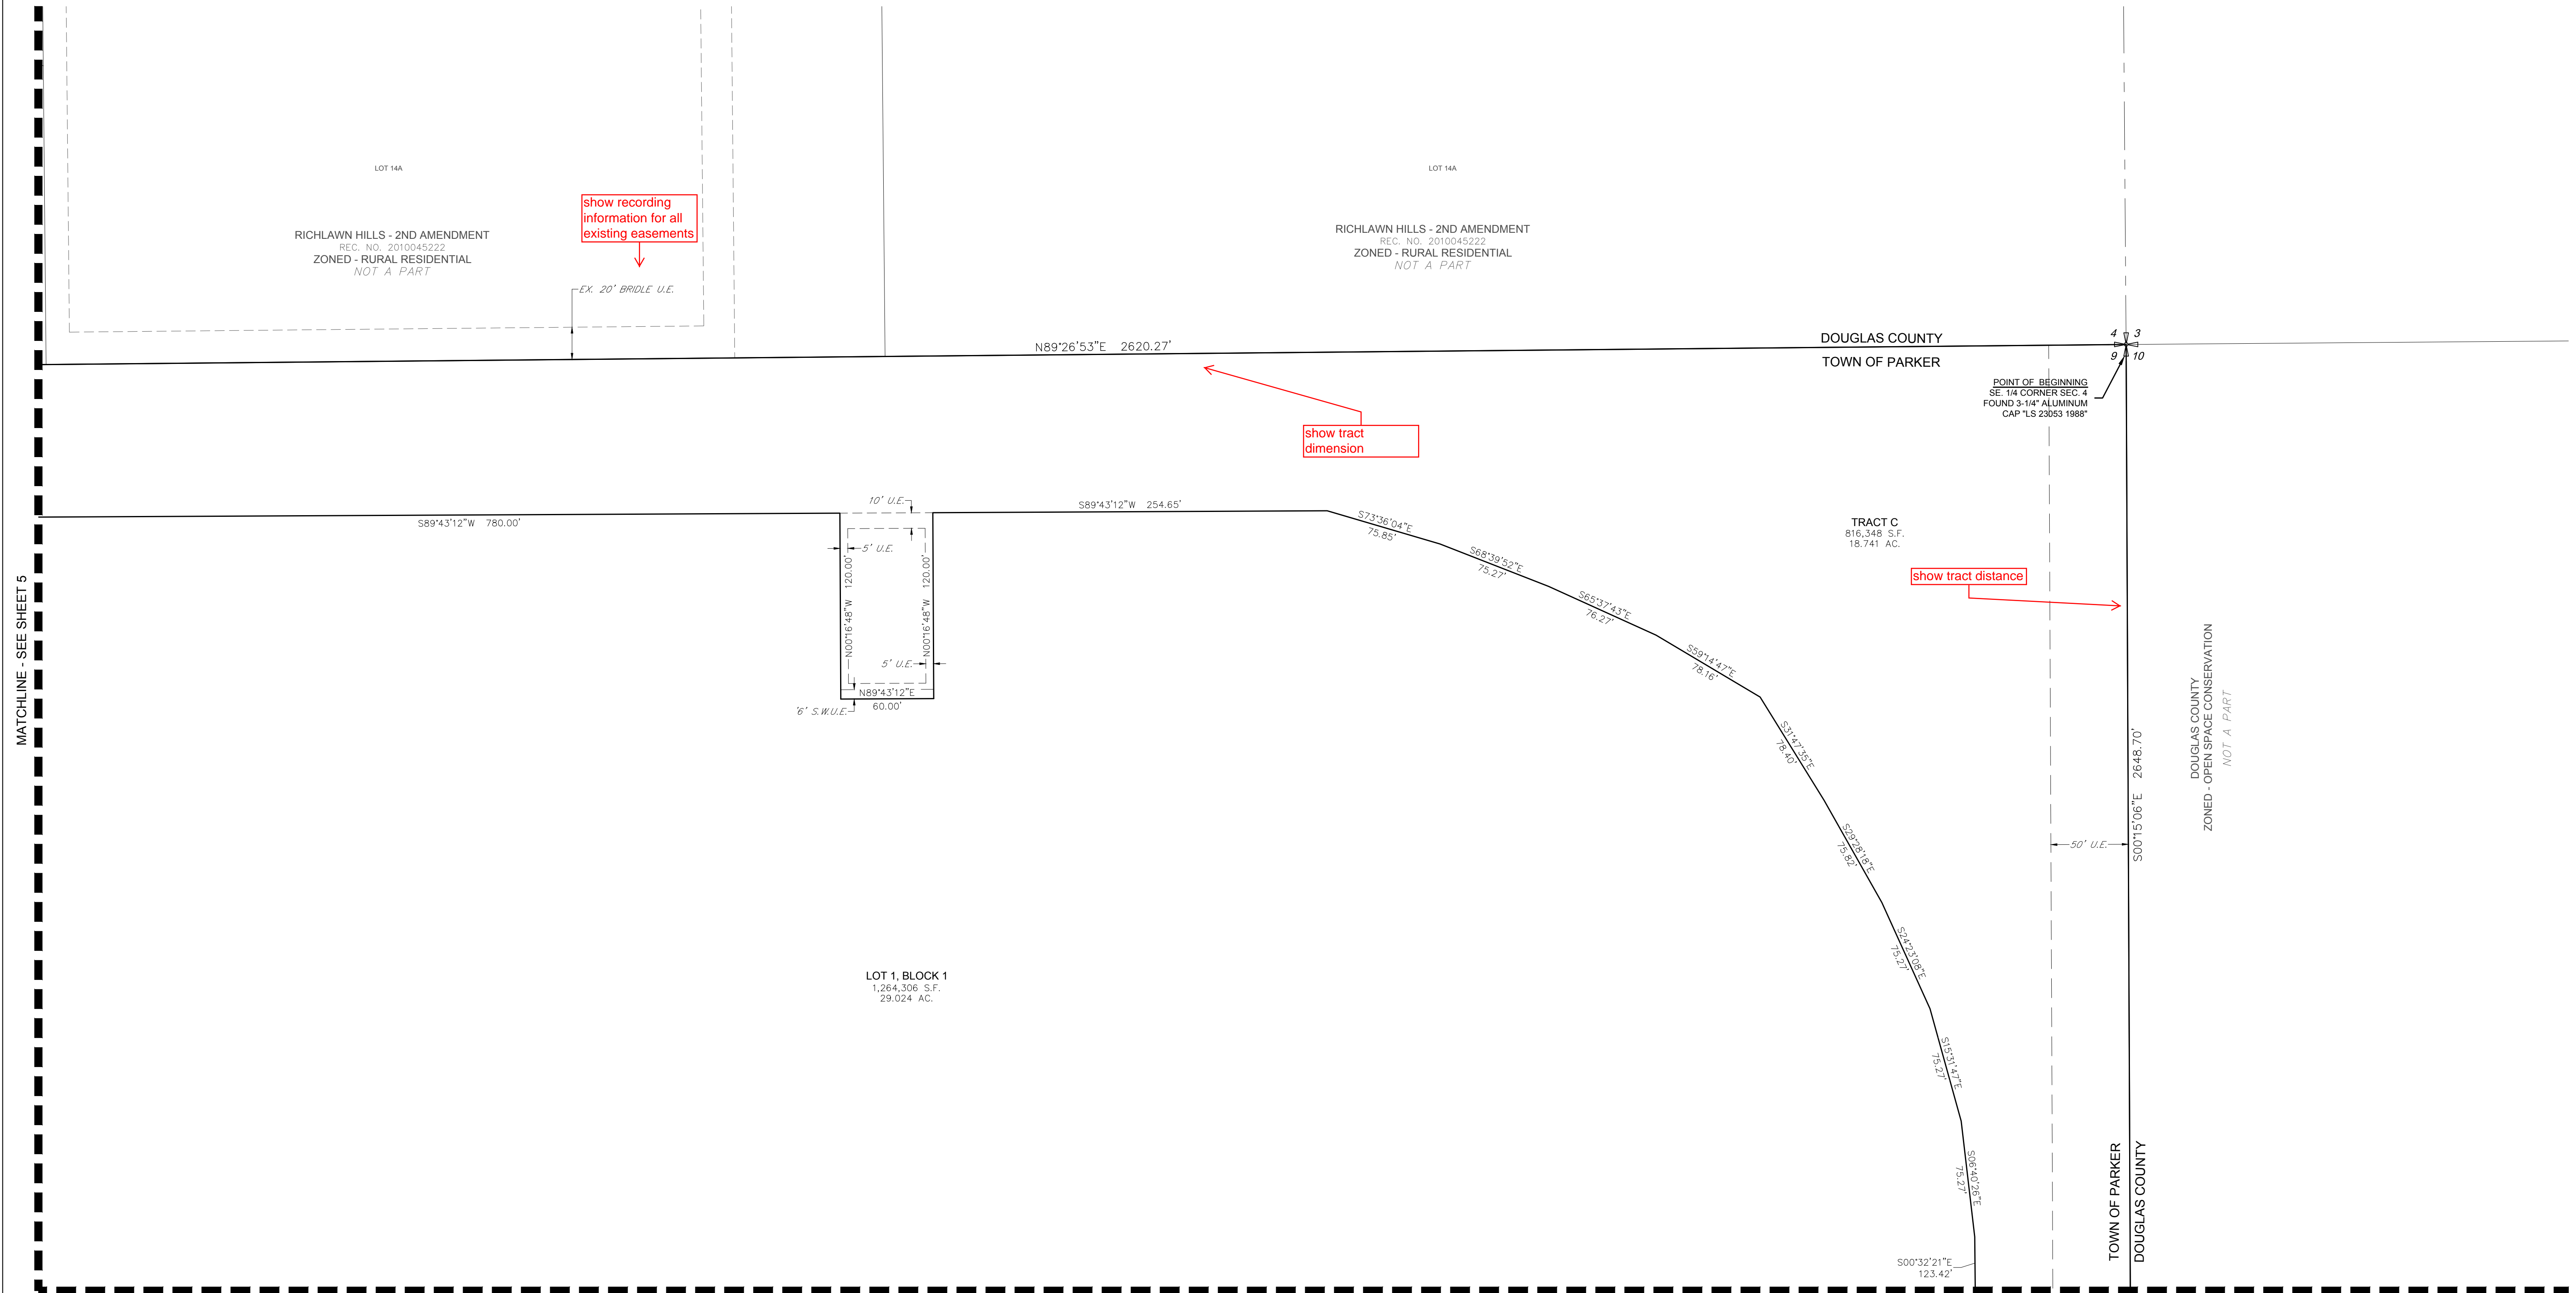 LOT 14A
LOT 14A
show recording
information for all
existing easements
RICHLAWN HILLS - 2ND AMENDMENT
REC. NO. 2010045222
ZONED - RURAL RESIDENTIAL
NOT A PART
RICHLAWN HILLS - 2ND AMENDMENT
REC. NO. 2010045222
ZONED - RURAL RESIDENTIAL
NOT A PART
EX. 20' BRIDLE U.E.
N89°26'53"E 2620.27'
DOUGLAS COUNTY
TOWN OF PARKER
4 3
9 10
POINT OF BEGINNING
SE. 1/4 CORNER SEC. 4
FOUND 3-1/4" ALUMINUM
CAP "LS 23053 1988"
show tract
dimension
S89°43'12"W 780.00'
10' U.E.
S89°43'12"W 254.65'
5' U.E.
N00°16'48"W 120.00'
N00°16'48"W 120.00'
5' U.E.
N89°43'12"E
60.00'
'6' S.W.U.E.
S73°36'04"E
75.85'
S68°39'52"E
75.27'
S65°37'43"E
76.27'
S59°14'47"E
78.16'
S31°47'35"E
78.40'
S29°28'18"E
75.82'
S24°23'08"E
75.27'
S15°31'47"E
75.27'
S06°40'26"E
75.27'
S00°32'21"E
123.42'
TRACT C
816,348 S.F.
18.741 AC.
show tract distance
MATCHLINE - SEE SHEET 5
LOT 1, BLOCK 1
1,264,306 S.F.
29.024 AC.
50' U.E.
S00°15'06"E 2648.70'
DOUGLAS COUNTY
ZONED - OPEN SPACE CONSERVATION
NOT A PART
TOWN OF PARKER
DOUGLAS COUNTY